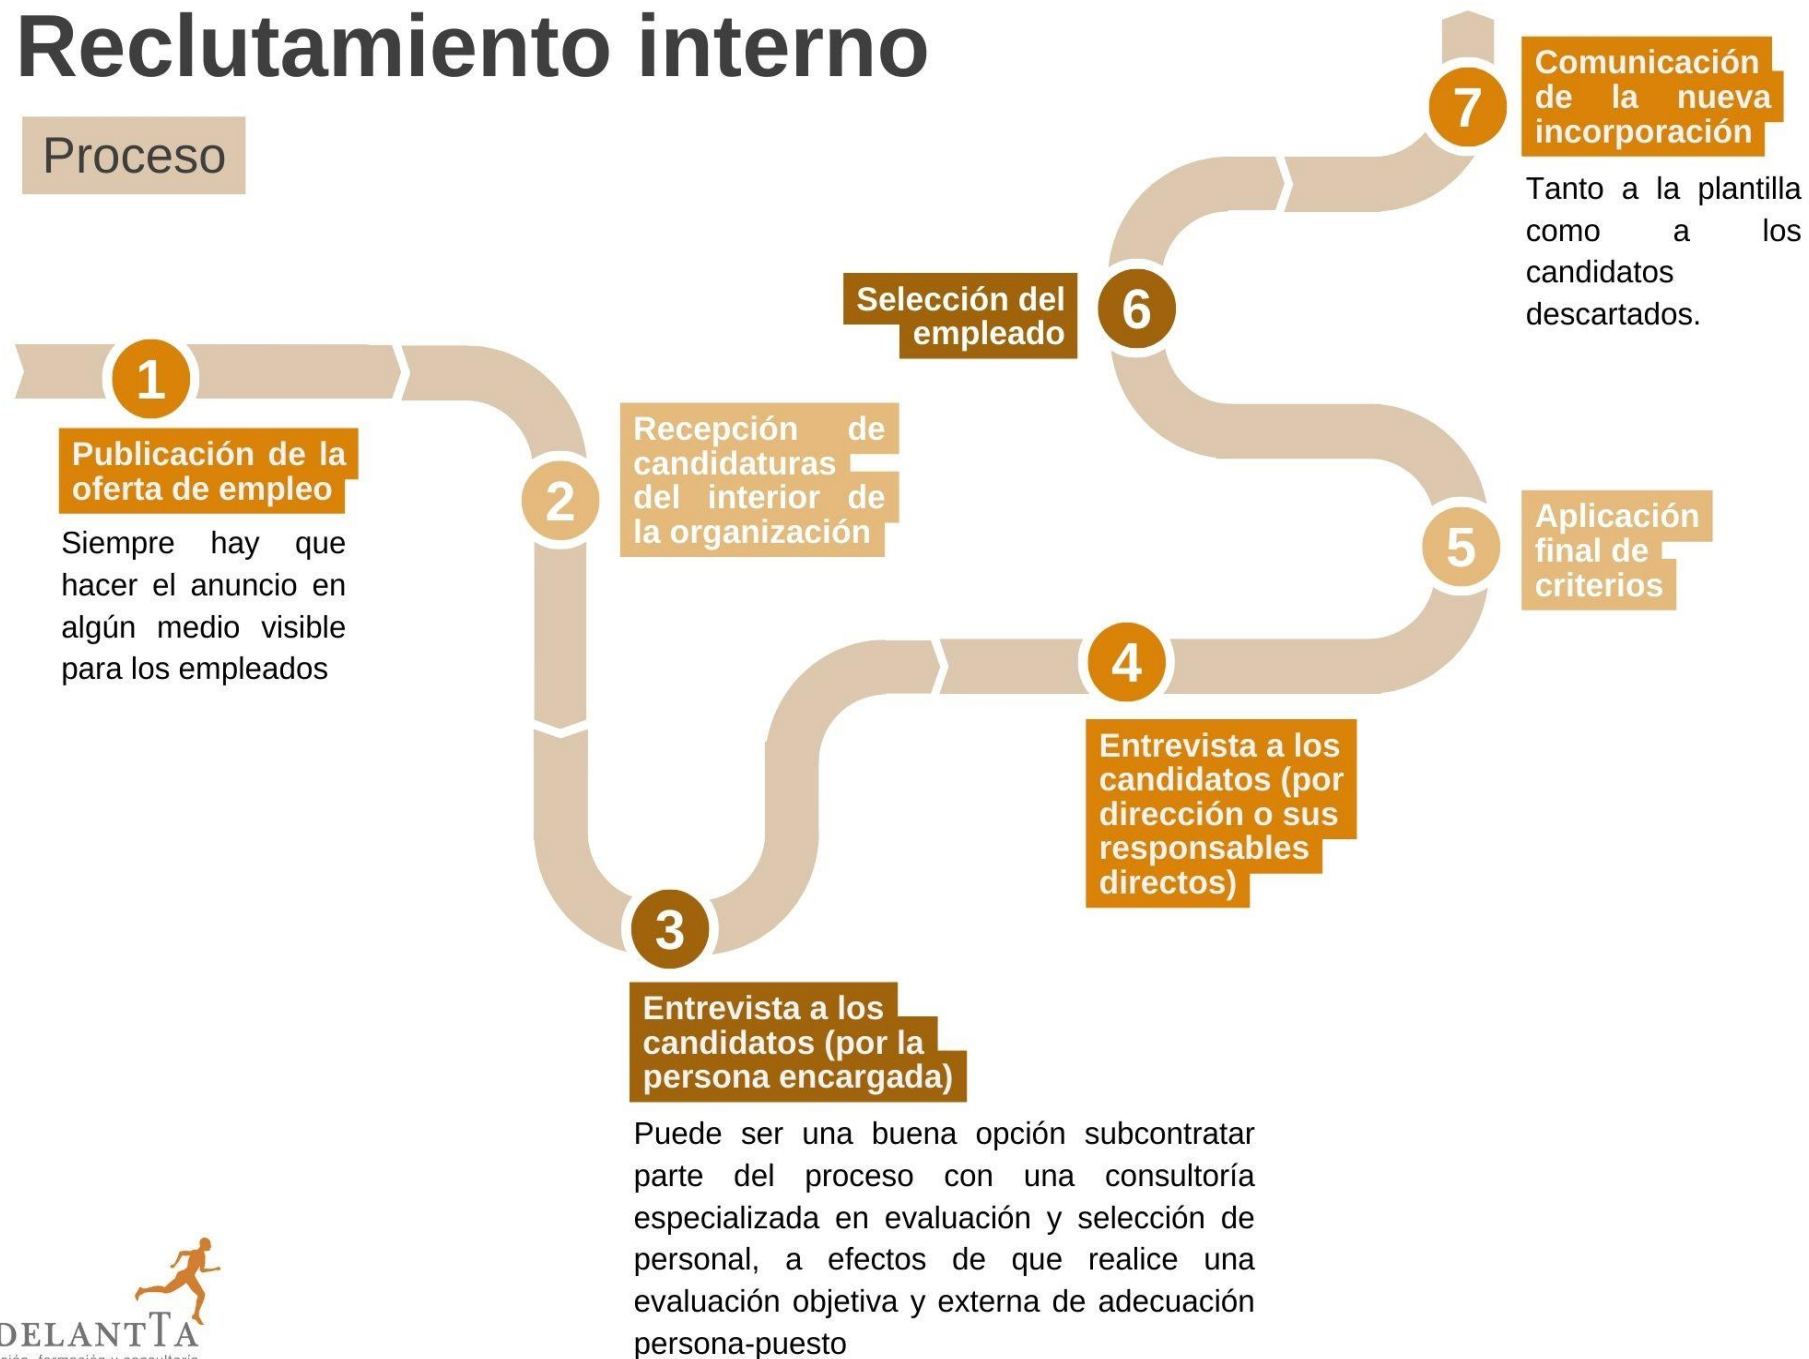 Reclutamiento interno
Proceso
1
Publicación de la
oferta de empleo
Siempre hay que
hacer el anuncio en
algún medio visible
para los empleados
2
Recepción de
candidaturas
del interior de
la organización
3
Entrevista a los
candidatos (por la
persona encargada)
Puede ser una buena opción subcontratar
parte del proceso con una consultoría
especializada en evaluación y selección de
personal, a efectos de que realice una
evaluación objetiva y externa de adecuación
persona-puesto
4
Entrevista a los
candidatos (por
dirección o sus
responsables
directos)
5
Aplicación
final de
criterios
6
Selección del
empleado
7
Comunicación
de la nueva
incorporación
Tanto a la plantilla
como a los
candidatos
descartados.
DELANTTA